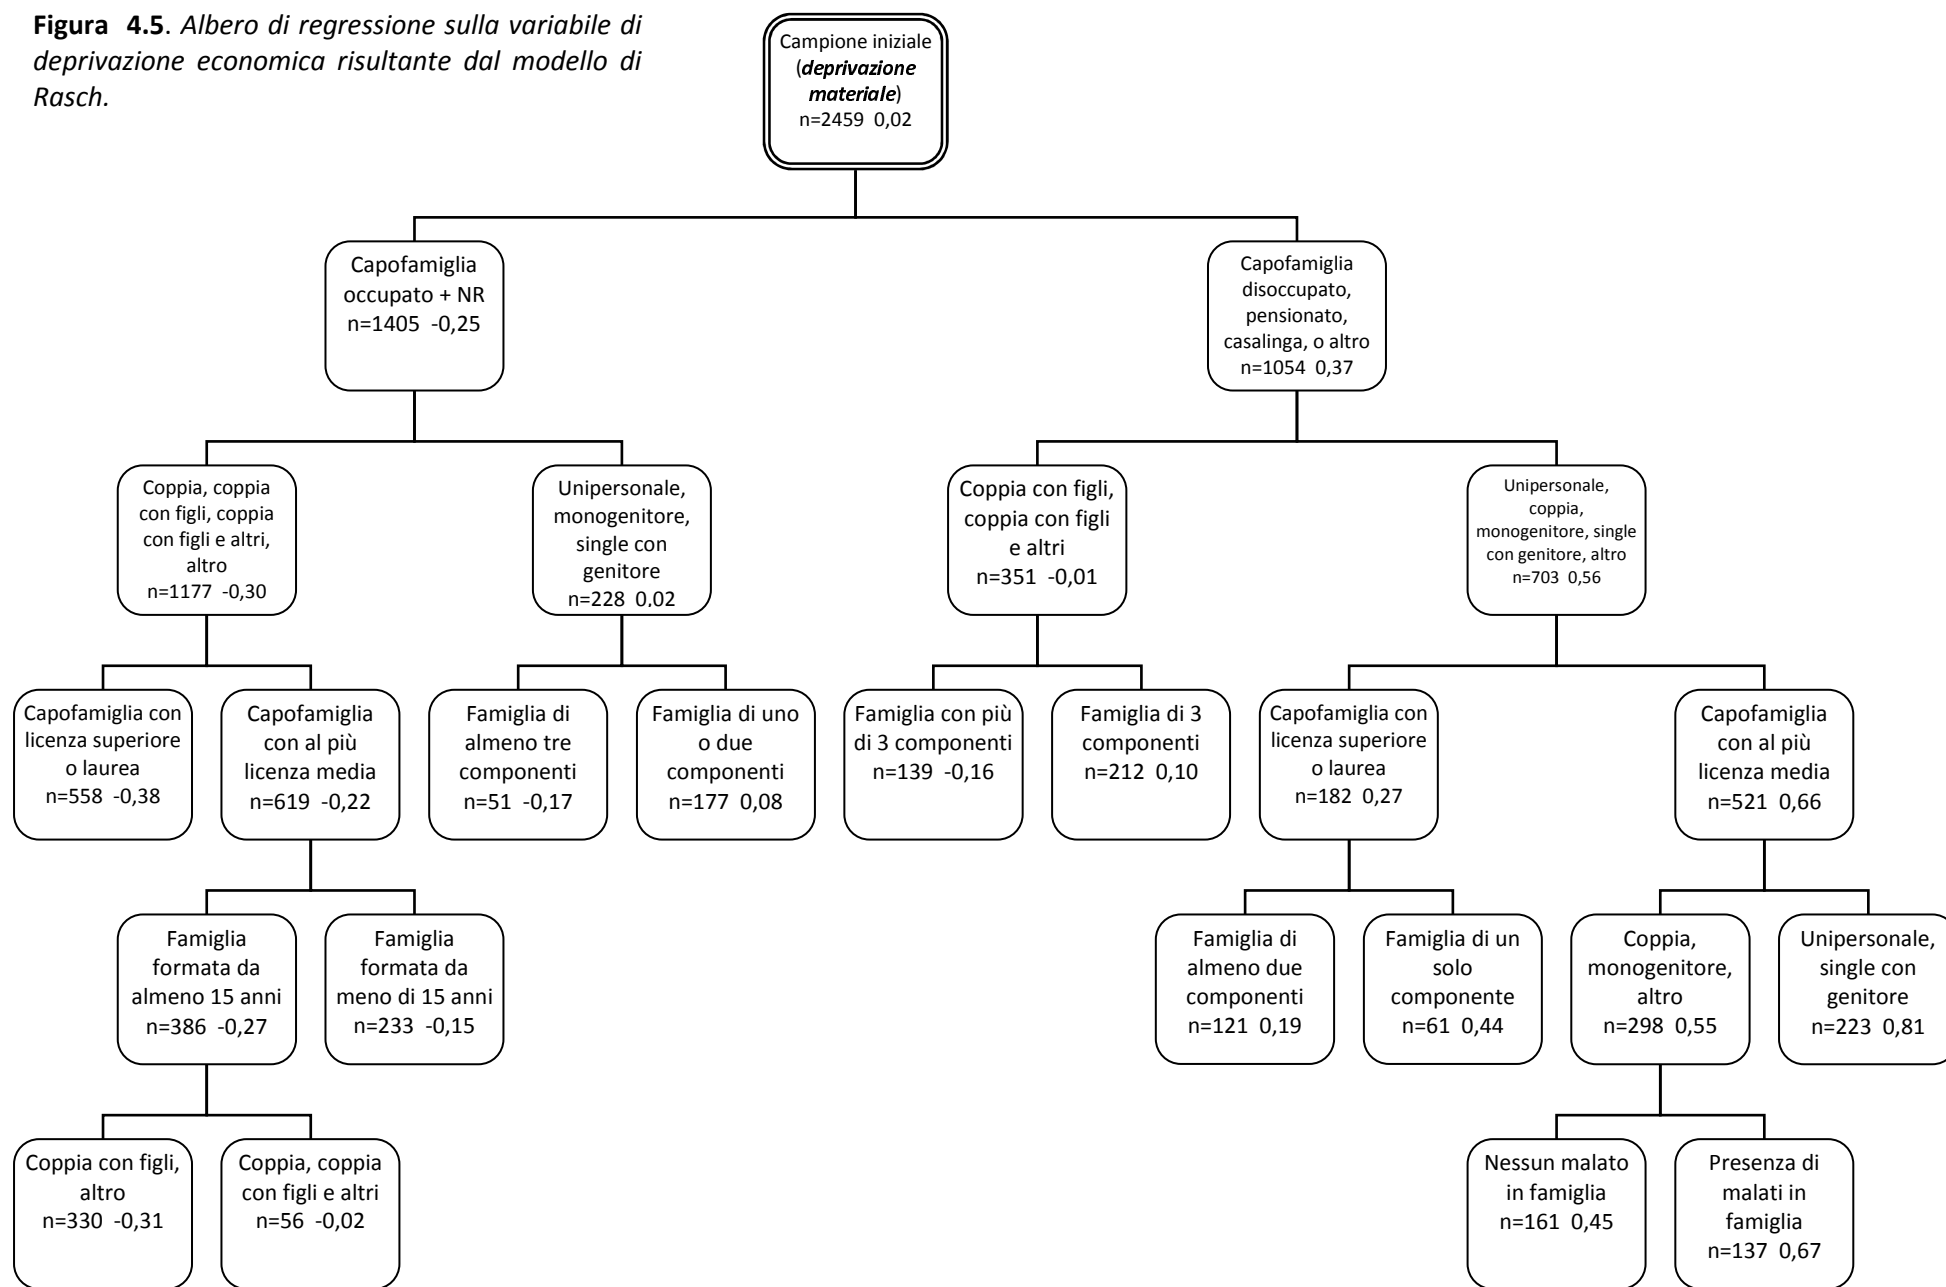 Figura 4.5. Albero di regressione sulla variabile di
deprivazione economica risultante dal modello di
Rasch.
Campione iniziale
(deprivazione
materiale)
n=2459 0,02
Capofamiglia
occupato + NR
n=1405 -0,25
Capofamiglia
disoccupato,
pensionato,
casalinga, o altro
n=1054 0,37
Coppia, coppia
con figli, coppia
con figli e altri,
altro
n=1177 -0,30
Unipersonale,
monogenitore,
single con
genitore
n=228 0,02
Coppia con figli,
coppia con figli
e altri
n=351 -0,01
Unipersonale,
coppia,
monogenitore, single
con genitore, altro
n=703 0,56
Capofamiglia con
licenza superiore
o laurea
n=558 -0,38
Capofamiglia
con al più
licenza media
n=619 -0,22
Famiglia di
almeno tre
componenti
n=51 -0,17
Famiglia di uno
o due
componenti
n=177 0,08
Famiglia con più
di 3 componenti
n=139 -0,16
Famiglia di 3
componenti
n=212 0,10
Capofamiglia con
licenza superiore
o laurea
n=182 0,27
Capofamiglia
con al più
licenza media
n=521 0,66
Famiglia
formata da
almeno 15 anni
n=386 -0,27
Famiglia
formata da
meno di 15 anni
n=233 -0,15
Famiglia di
almeno due
componenti
n=121 0,19
Famiglia di un
solo
componente
n=61 0,44
Coppia,
monogenitore,
altro
n=298 0,55
Unipersonale,
single con
genitore
n=223 0,81
Coppia con figli,
altro
n=330 -0,31
Coppia, coppia
con figli e altri
n=56 -0,02
Nessun malato
in famiglia
n=161 0,45
Presenza di
malati in
famiglia
n=137 0,67